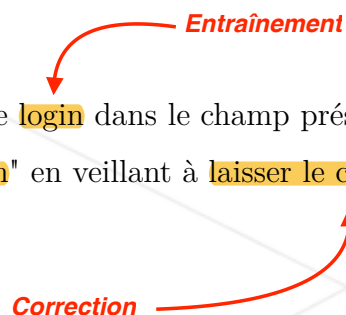 Entraînement
e login dans le champ prés
n" en veillant à laisser le c
Correction